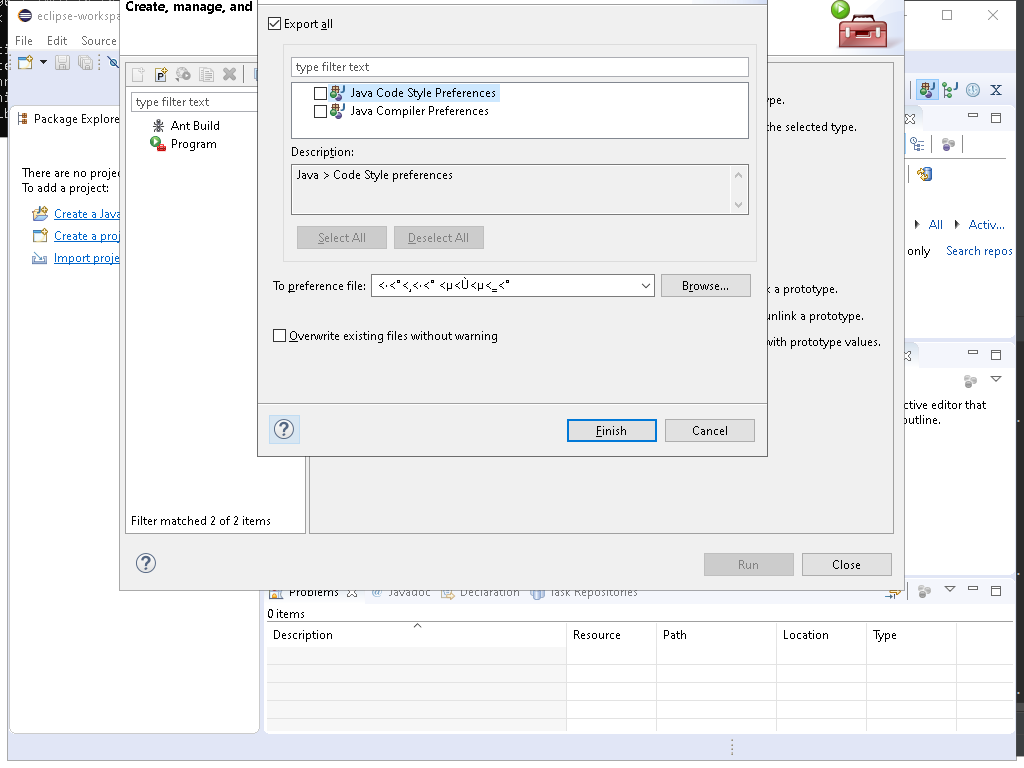 eclipse-workspa
File Edit Source
Create, manage, and
Export all
type filter text
Java Code Style Preferences
Java Compiler Preferences
Description:
Java > Code Style preferences
Select All
Deselect All
To preference file:
Browse...
Overwrite existing files without warning
Finish
Cancel
type filter text
Ant Build
Program
Filter matched 2 of 2 items
ype.
he selected type.
a prototype.
unlink a prototype.
with prototype values.
Run
Close
Package Explore
There are no projec
To add a project:
Create a Java
Create a proj
Import proje
All
Activ...
only
Search repos
ctive editor that
outline.
Problems
Javadoc
Declaration
Task Repositories
0 items
Description
Resource
Path
Location
Type